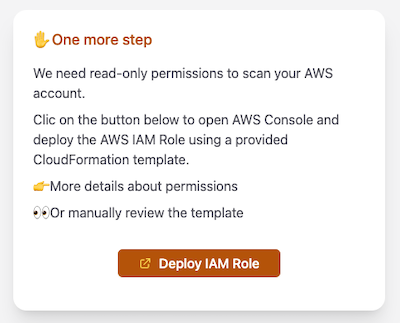 ✋One more step
We need read-only permissions to scan your AWS
account.
Clic on the button below to open AWS Console and
deploy the AWS IAM Role using a provided
CloudFormation template.
👉More details about permissions
👀Or manually review the template
Deploy IAM Role